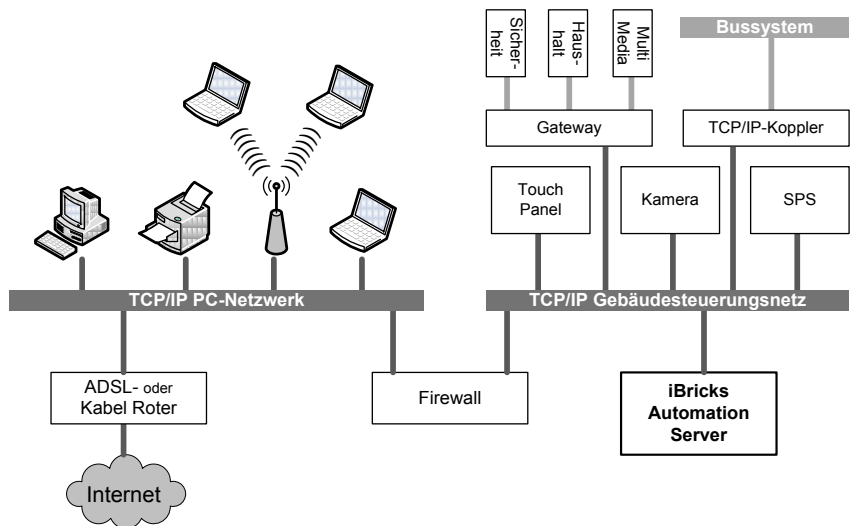 Sicher-
heit
Haus-
halt
Multi
Media
Bussystem
Gateway
TCP/IP-Koppler
Touch
Panel
Kamera
SPS
TCP/IP PC-Netzwerk
TCP/IP Gebäudesteuerungsnetz
ADSL- oder
Kabel Roter
Firewall
iBricks
Automation
Server
Internet